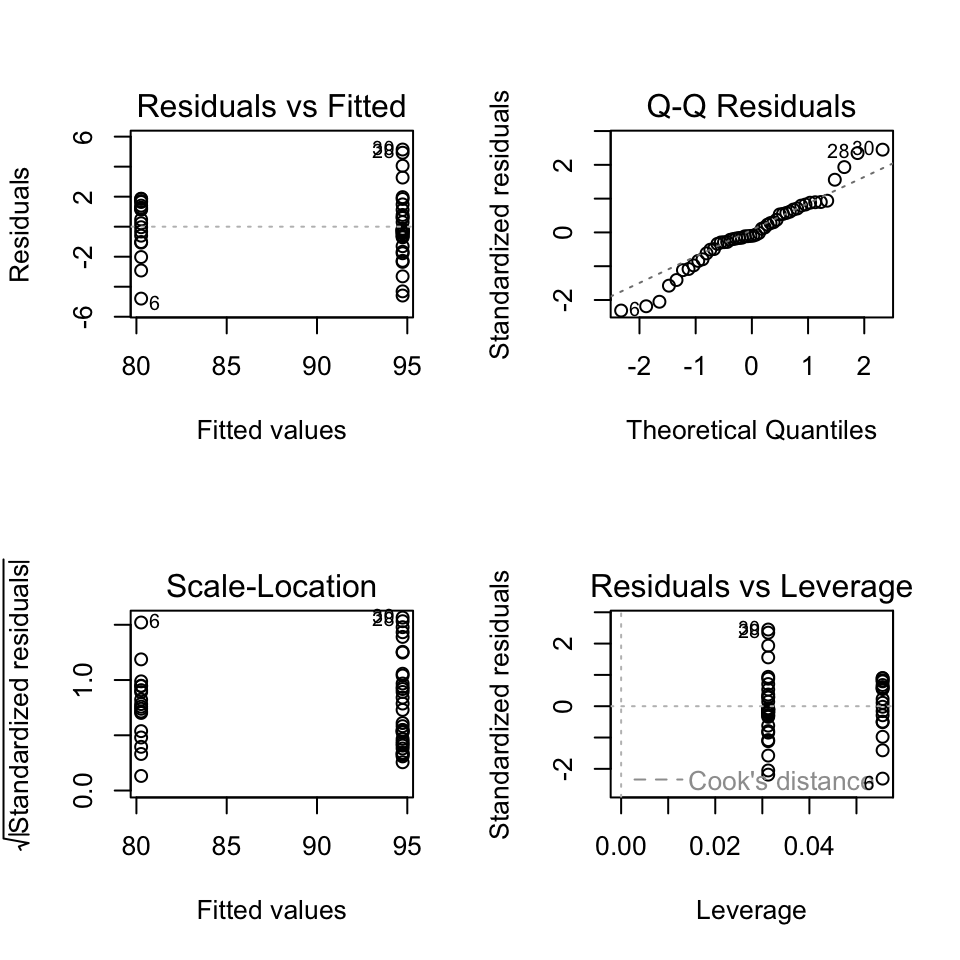 Residuals vs Fitted
Residuals
6
2
-2
-6
28
6
80 85 90 95
Fitted values
Q-Q Residuals
Standardized residuals
2
0
-2
28 30
6
-2 -1 0 1 2
Theoretical Quantiles
Scale-Location
√|Standardized residuals|
1.0
0.0
6
28
80 85 90 95
Fitted values
Residuals vs Leverage
Standardized residuals
2
0
-2
28
Cook's distance
6
0.00 0.02 0.04
Leverage